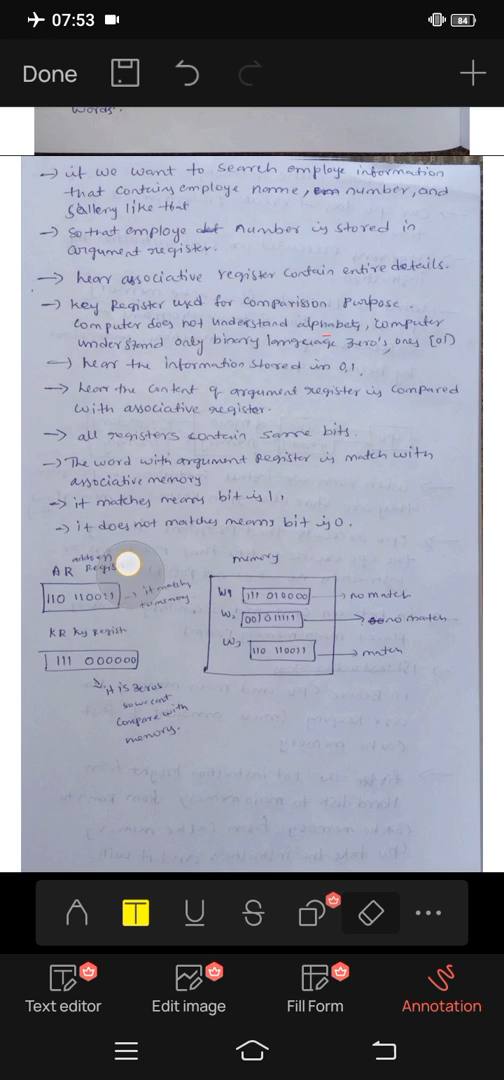 07:53
84
Done
words.
→ if we want to search employe information
that contains employe name, number, and
sallery like that
→ so that employe number is stored in
argument register.
→ hear associative register contain entire details.
→ key Register used for comparission purpose.
computer does not understand alphabets, computer
understand only binary language zero's, ones [01]
→ hear the information stored in 0,1.
→ hear the content of argument register is compared
with associative register.
→ all registers contain same bits.
→ The word with argument Register is match with
associative memory
→ it matches means bit is 1,
→ it does not matches means bit is 0.
AR Regis
memory
110 110011 → it matches
to memory
W1 111 010000 → no match
W2 001 011111 → no match
KR key Regist
W3 110 110011 → match
111 000000
it is zeros
so we cant
compare with
memory.
Text editor
Edit image
Fill Form
Annotation